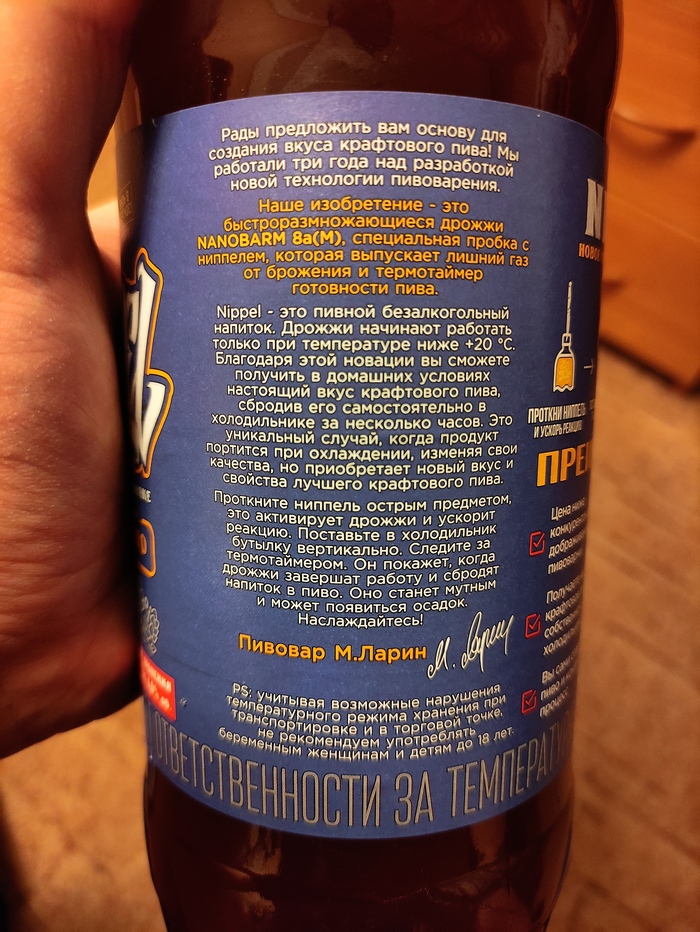 Рады предложить вам основу для
создания вкуса крафтового пива! Мы
работали три года над разработкой
новой технологии пивоварения.
Наше изобретение - это
быстроразмножающиеся дрожжи
NANOBARM 8a(M), специальная пробка с
ниппелем, которая выпускает лишний газ
от брожения и термотаймер
готовности пива.
Nippel - это пивной безалкогольный
напиток. Дрожжи начинают работать
только при температуре ниже +20 °C.
Благодаря этой новации вы сможете
получить в домашних условиях
настоящий вкус крафтового пива,
сбродив его самостоятельно в
холодильнике за несколько часов. Это
уникальный случай, когда продукт
портится при охлаждении, изменяя свои
качества, но приобретает новый вкус и
свойства лучшего крафтового пива.
Проткните ниппель острым предметом,
это активирует дрожжи и ускорит
реакцию. Поставьте в холодильник
бутылку вертикально. Следите за
термотаймером. Он покажет, когда
дрожжи завершат работу и сбродят
напиток в пиво. Оно станет мутным
и может появиться осадок.
Наслаждайтесь!
Пивовар М.Ларин
PS: учитывая возможные нарушения
температурного режима хранения при
транспортировке и в торговой точке,
не рекомендуем употреблять
беременным женщинам и детям до 18 лет.
ОТВЕТСТВЕННОСТИ ЗА ТЕМПЕРАТУ
ПРОТКНИ НИППЕЛЬ
И УСКОРЬ РЕАКЦИЮ
Цена